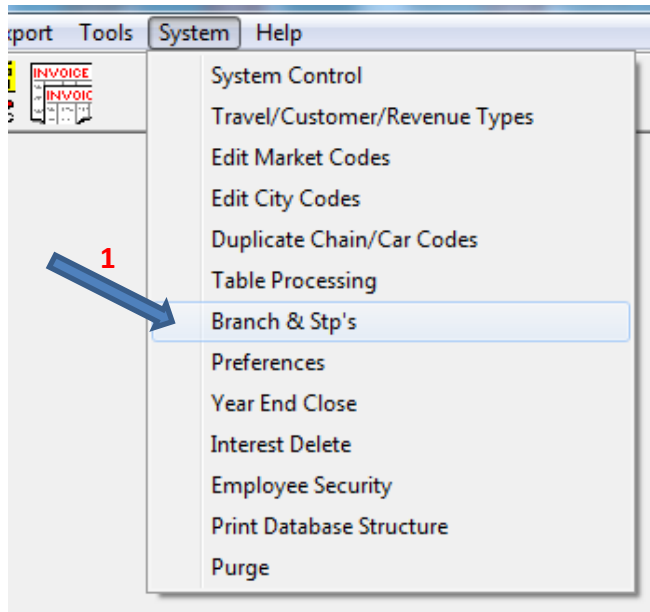 Tools System Help
INVOICE
INVOIC
System Control
Travel/Customer/Revenue Types
Edit Market Codes
Edit City Codes
Duplicate Chain/Car Codes
Table Processing
1
Branch & Stp's
Preferences
Year End Close
Interest Delete
Employee Security
Print Database Structure
Purge